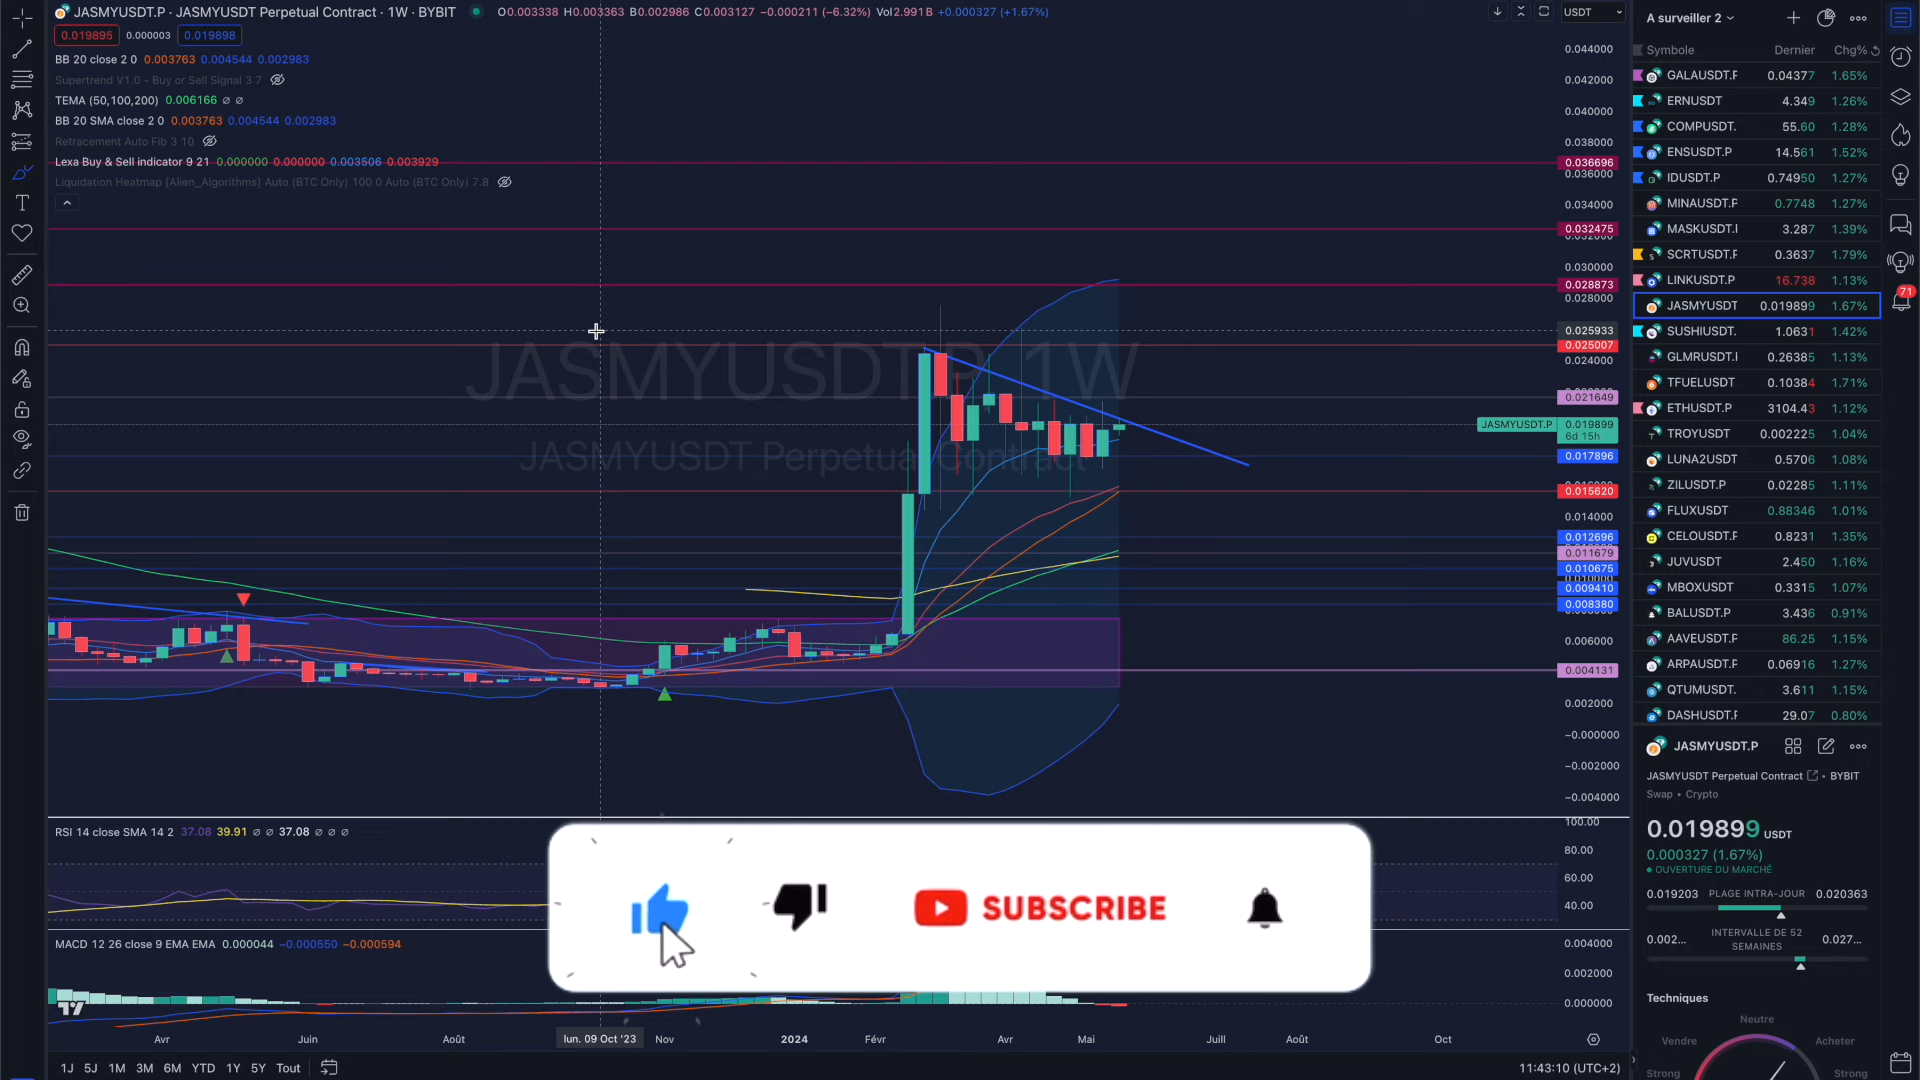 JASMYUSDT.P · JASMYUSDT Perpetual Contract · 1W · BYBIT O0.003338 H0.003363 B0.002986 C0.003127 −0.000211 (−6.32%) Vol2.991B +0.000327 (+1.67%)
USDT
0.019895 0.000003 0.019898
BB 20 close 2 0 0.003763 0.004544 0.002983
Supertrend V1.0 - Buy or Sell Signal 3 7
TEMA (50,100,200) 0.006166 ∅ ∅
BB 20 SMA close 2 0 0.003763 0.004544 0.002983
Retracement Auto Fib 3 10
Lexa Buy & Sell indicator 9 21 0.000000 0.000000 0.003506 0.003929
Liquidation Heatmap [Alien_Algorithms] Auto (BTC Only) 100 0 Auto (BTC Only) 7.8
JASMYUSDT.P 1W
JASMYUSDT Perpetual Contract
0.044000
0.042000
0.040000
0.038000
0.036696
0.036000
0.034000
0.032475
0.030000
0.028873
0.028000
0.025933
0.025007
0.024000
0.021649
JASMYUSDT.P 0.019899
6d 15h
0.017896
0.015620
0.014000
0.012696
0.011679
0.010675
0.009410
0.008380
0.006000
0.004131
0.002000
−0.000000
−0.002000
−0.004000
RSI 14 close SMA 14 2 37.08 39.91 ∅ ∅ 37.08 ∅ ∅ ∅
100.00
80.00
60.00
40.00
SUBSCRIBE
MACD 12 26 close 9 EMA EMA 0.000044 −0.000550 −0.000594
0.004000
0.002000
0.000000
Avr Juin Août lun. 09 Oct '23 Nov 2024 Févr Avr Mai Juill Août Oct
1J 5J 1M 3M 6M YTD 1Y 5Y Tout
11:43:10 (UTC+2)
A surveiller 2
Symbole Dernier Chg%
GALAUSDT.F 0.04377 1.65%
ERNUSDT 4.349 1.26%
COMPUSDT. 55.60 1.28%
ENSUSDT.P 14.561 1.52%
IDUSDT.P 0.74950 1.27%
MINAUSDT.P 0.7748 1.27%
MASKUSDT.I 3.287 1.39%
SCRTUSDT.F 0.3637 1.79%
LINKUSDT.P 16.738 1.13%
JASMYUSDT 0.019899 1.67%
SUSHIUSDT. 1.0631 1.42%
GLMRUSDT.I 0.26385 1.13%
TFUELUSDT 0.10384 1.71%
ETHUSDT.P 3104.43 1.12%
TROYUSDT 0.002225 1.04%
LUNA2USDT 0.5706 1.08%
ZILUSDT.P 0.02285 1.11%
FLUXUSDT 0.88346 1.01%
CELOUSDT.F 0.8231 1.35%
JUVUSDT 2.450 1.16%
MBOXUSDT 0.3315 1.07%
BALUSDT.P 3.436 0.91%
AAVEUSDT.F 86.25 1.15%
ARPAUSDT.F 0.06916 1.27%
QTUMUSDT. 3.611 1.15%
DASHUSDT.F 29.07 0.80%
JASMYUSDT.P
JASMYUSDT Perpetual Contract • BYBIT
Swap • Crypto
0.019899 USDT
0.000327 (1.67%)
OUVERTURE DU MARCHÉ
0.019203 PLAGE INTRA-JOUR 0.020363
0.002... INTERVALLE DE 52 SEMAINES 0.027...
Techniques
Neutre
Vendre Acheter
Strong Strong
71